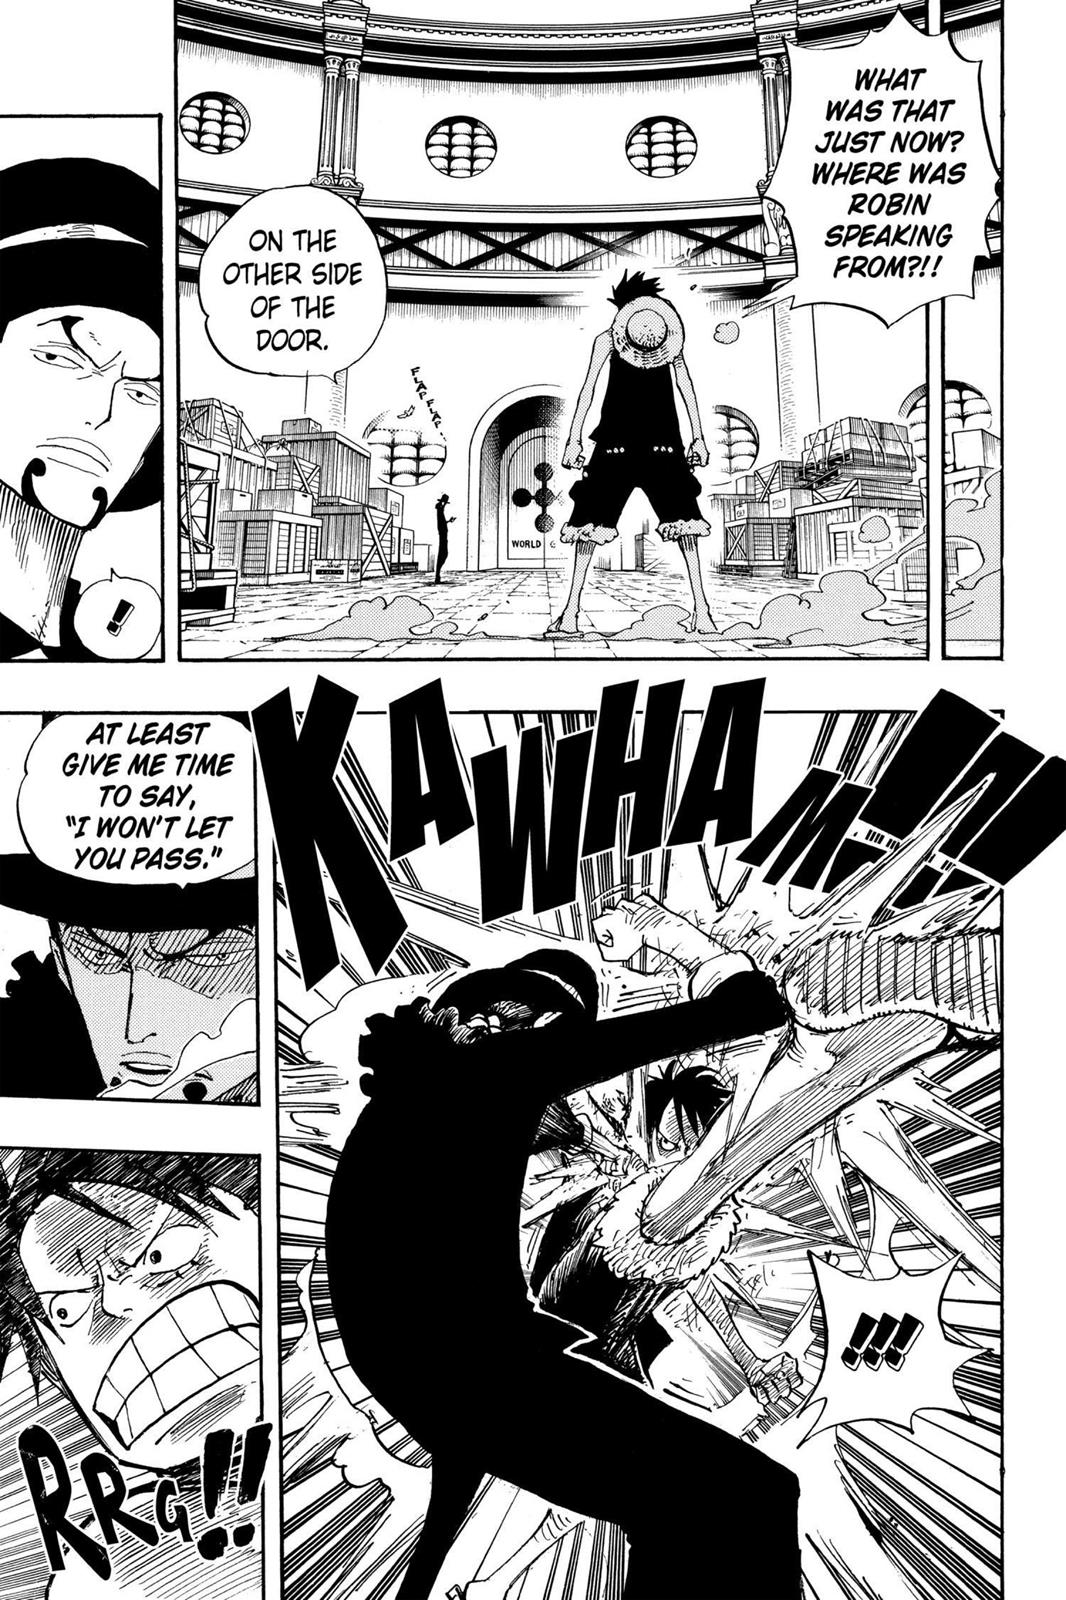 WHAT
WAS THAT
JUST NOW?
WHERE WAS
ROBIN
SPEAKING
FROM?!!
ON THE
OTHER SIDE
OF THE
DOOR.
FLAP FLAP
WORLD G
!!
KAWHAM!!!
AT LEAST
GIVE ME TIME
TO SAY,
"I WON'T LET
YOU PASS."
!!!
R-RRG!!